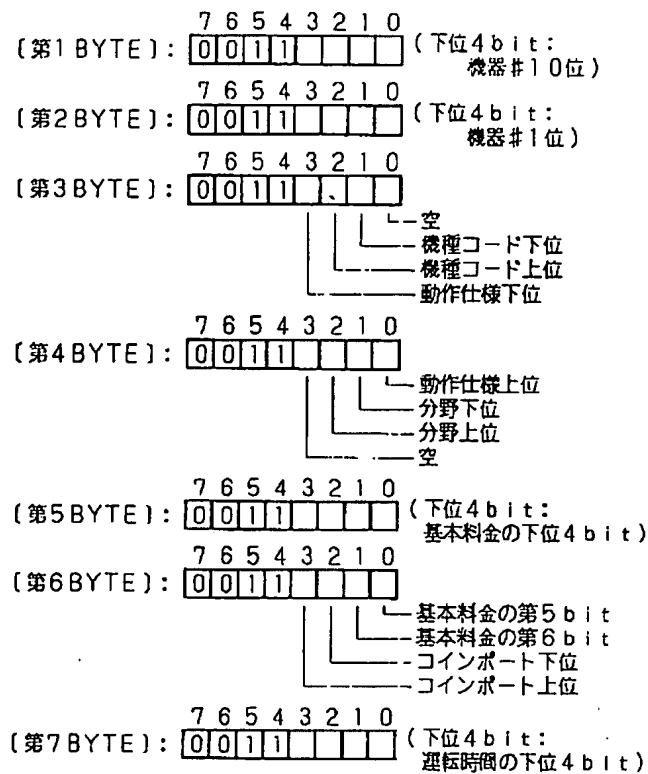 7 6 5 4 3 2 1 0
〔第1BYTE〕: 0 0 1 1 (下位4bit:
機器#10位)
7 6 5 4 3 2 1 0
〔第2BYTE〕: 0 0 1 1 (下位4bit:
機器#1位)
7 6 5 4 3 2 1 0
〔第3BYTE〕: 0 0 1 1
空
機種コード下位
機種コード上位
動作仕様下位
7 6 5 4 3 2 1 0
〔第4BYTE〕: 0 0 1 1
動作仕様上位
分野下位
分野上位
空
7 6 5 4 3 2 1 0
〔第5BYTE〕: 0 0 1 1 (下位4bit:
基本料金の下位4bit)
7 6 5 4 3 2 1 0
〔第6BYTE〕: 0 0 1 1
基本料金の第5bit
基本料金の第6bit
コインポート下位
コインポート上位
7 6 5 4 3 2 1 0
〔第7BYTE〕: 0 0 1 1 (下位4bit:
運転時間の下位4bit)